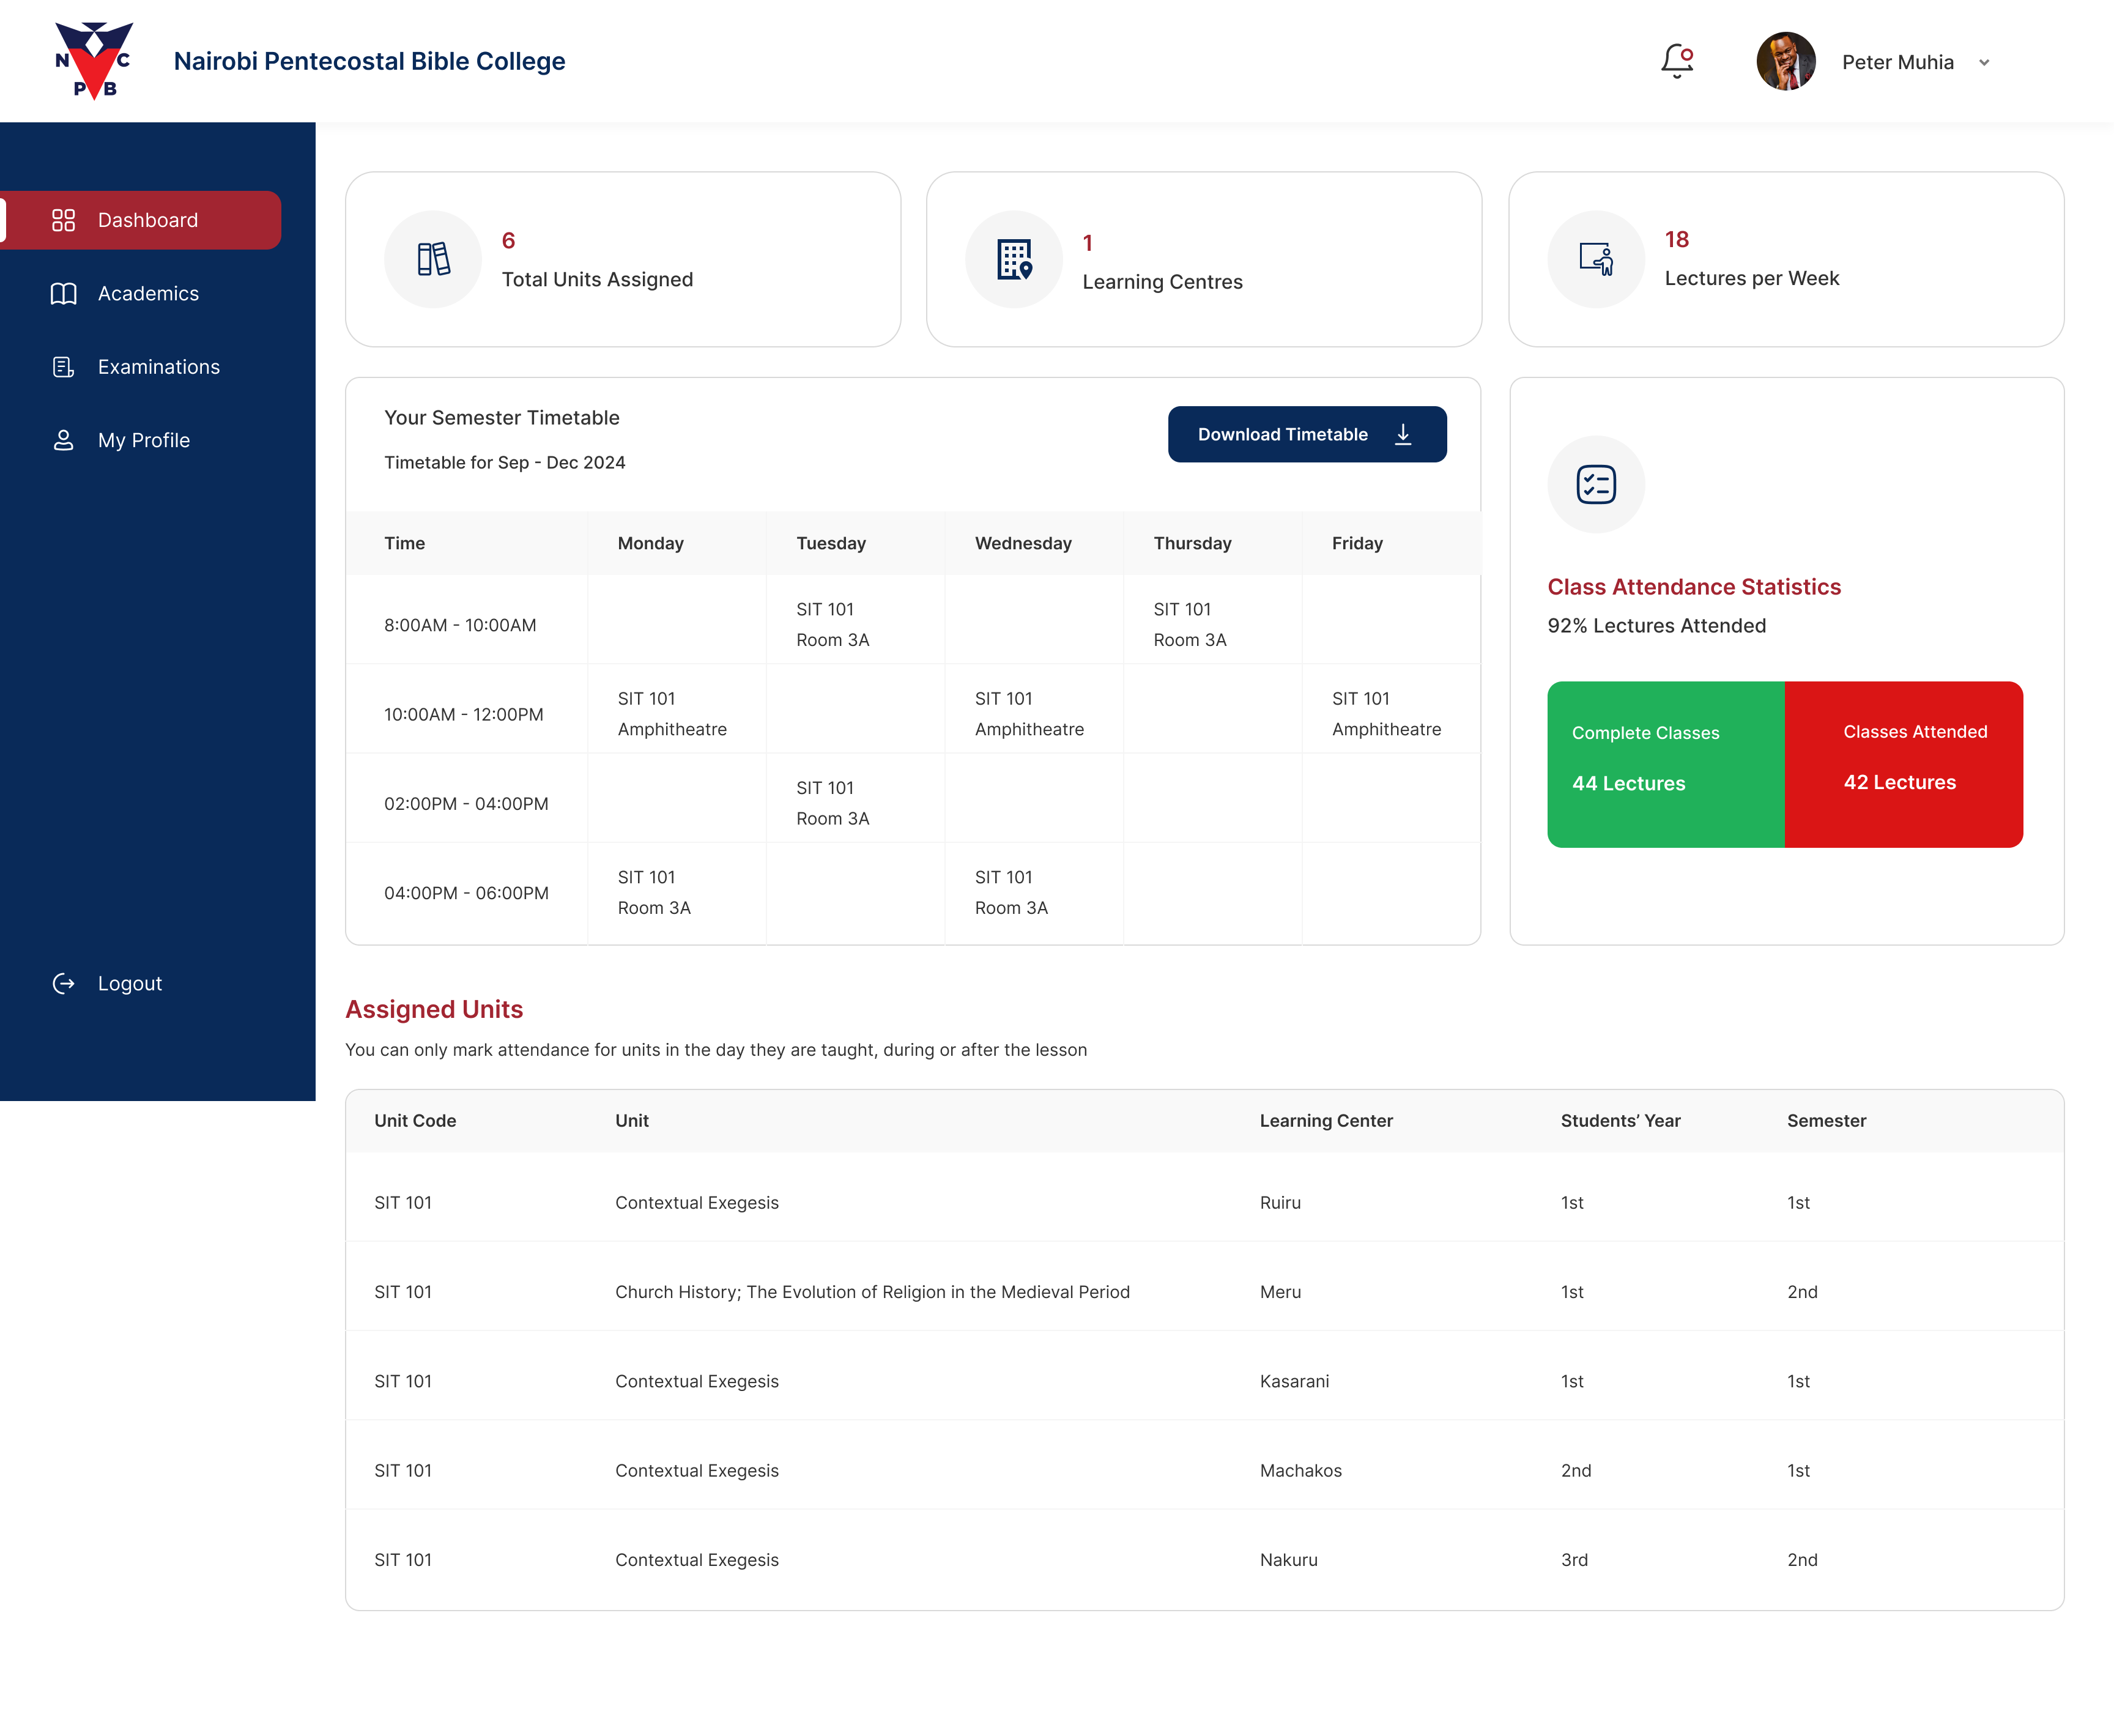 N C
P B
Nairobi Pentecostal Bible College
Peter Muhia
Dashboard
Academics
Examinations
My Profile
Logout
6
Total Units Assigned
1
Learning Centres
18
Lectures per Week
Your Semester Timetable
Timetable for Sep - Dec 2024
Download Timetable
Time Monday Tuesday Wednesday Thursday Friday
8:00AM - 10:00AM
SIT 101
Room 3A
SIT 101
Room 3A
10:00AM - 12:00PM
SIT 101
Amphitheatre
SIT 101
Amphitheatre
SIT 101
Amphitheatre
02:00PM - 04:00PM
SIT 101
Room 3A
04:00PM - 06:00PM
SIT 101
Room 3A
SIT 101
Room 3A
Class Attendance Statistics
92% Lectures Attended
Complete Classes
44 Lectures
Classes Attended
42 Lectures
Assigned Units
You can only mark attendance for units in the day they are taught, during or after the lesson
Unit Code Unit Learning Center Students’ Year Semester
SIT 101 Contextual Exegesis Ruiru 1st 1st
SIT 101 Church History; The Evolution of Religion in the Medieval Period Meru 1st 2nd
SIT 101 Contextual Exegesis Kasarani 1st 1st
SIT 101 Contextual Exegesis Machakos 2nd 1st
SIT 101 Contextual Exegesis Nakuru 3rd 2nd